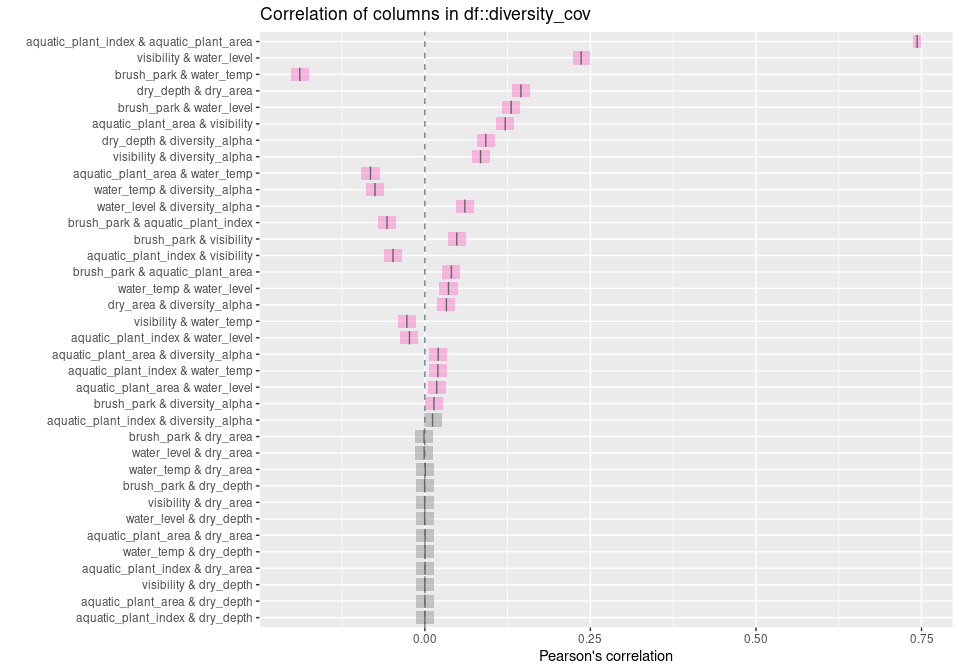 Correlation of columns in df::diversity_cov
aquatic_plant_index & aquatic_plant_area
visibility & water_level
brush_park & water_temp
dry_depth & dry_area
brush_park & water_level
aquatic_plant_area & visibility
dry_depth & diversity_alpha
visibility & diversity_alpha
aquatic_plant_area & water_temp
water_temp & diversity_alpha
water_level & diversity_alpha
brush_park & aquatic_plant_index
brush_park & visibility
aquatic_plant_index & visibility
brush_park & aquatic_plant_area
water_temp & water_level
dry_area & diversity_alpha
visibility & water_temp
aquatic_plant_index & water_level
aquatic_plant_area & diversity_alpha
aquatic_plant_index & water_temp
aquatic_plant_area & water_level
brush_park & diversity_alpha
aquatic_plant_index & diversity_alpha
brush_park & dry_area
water_level & dry_area
water_temp & dry_area
brush_park & dry_depth
visibility & dry_area
water_level & dry_depth
aquatic_plant_area & dry_area
water_temp & dry_depth
aquatic_plant_index & dry_area
visibility & dry_depth
aquatic_plant_area & dry_depth
aquatic_plant_index & dry_depth
0.00 0.25 0.50 0.75
Pearson's correlation